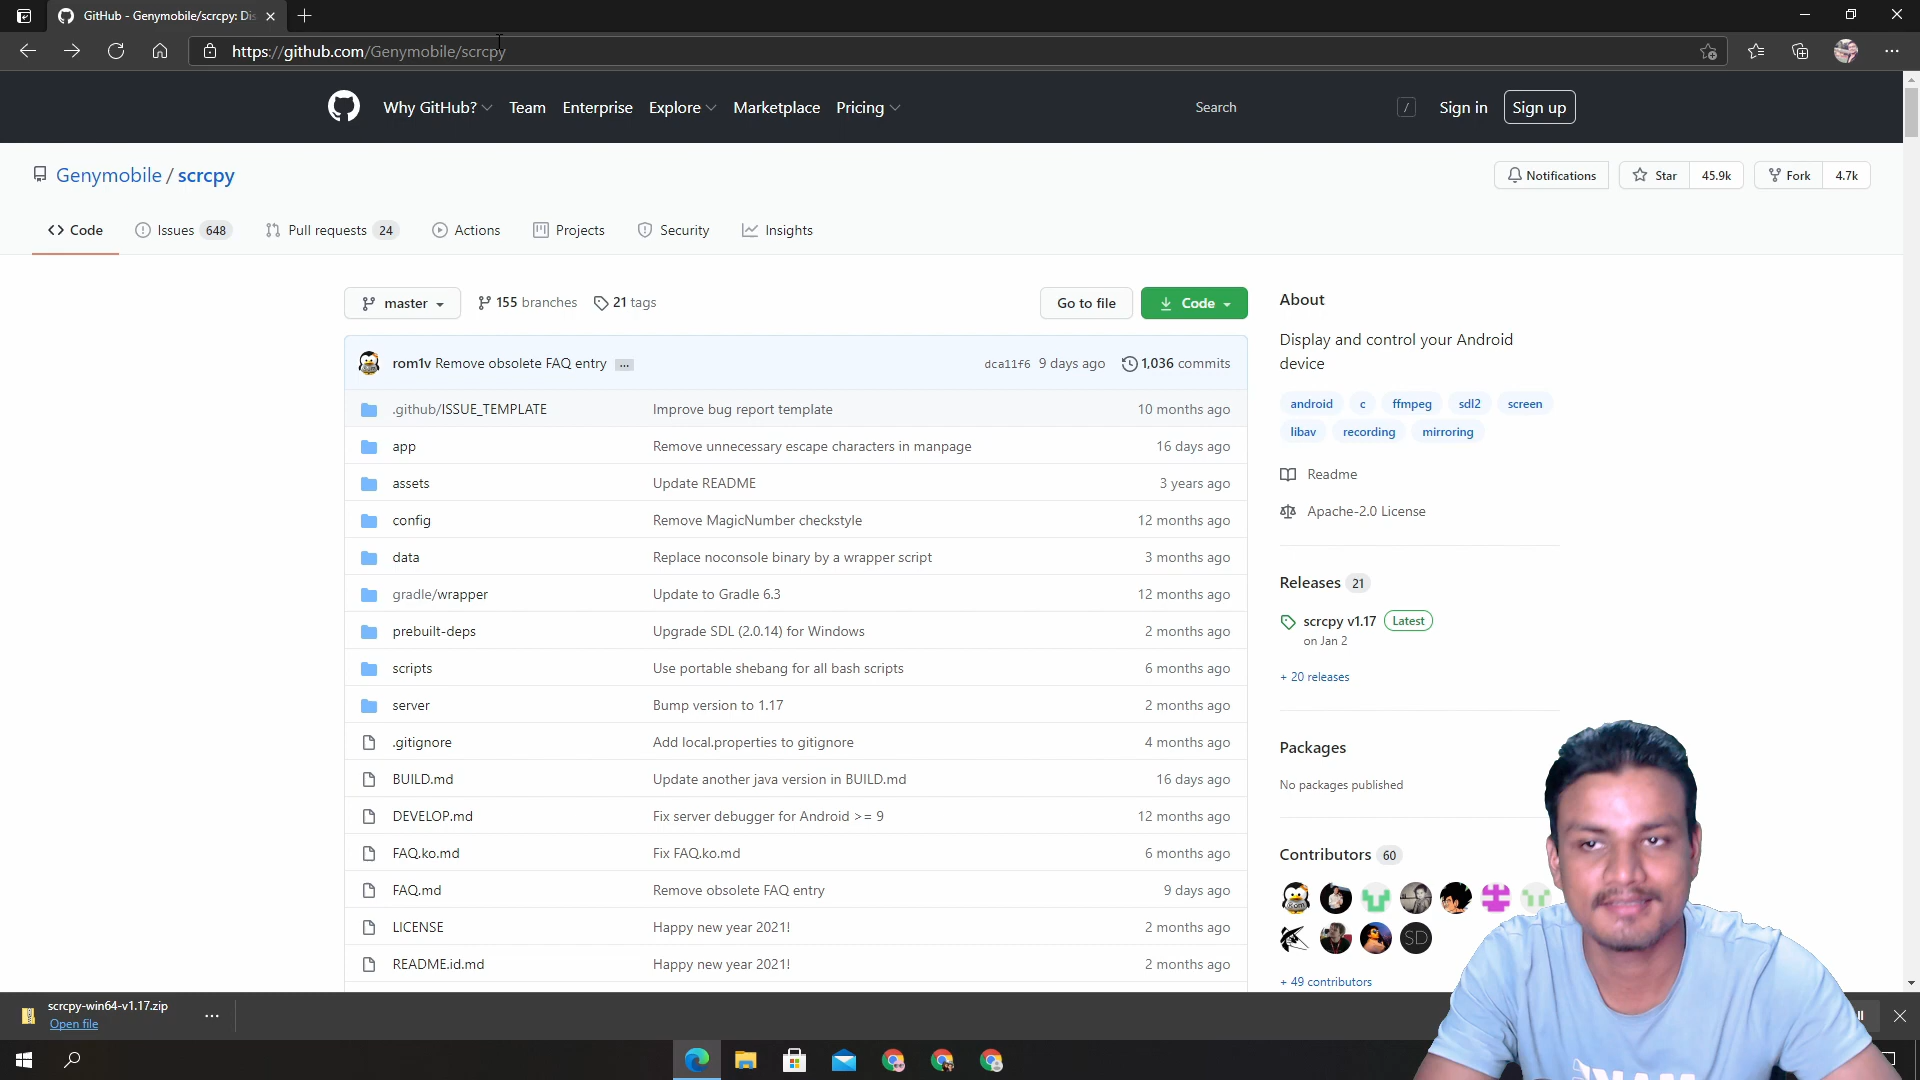 GitHub - Genymobile/scrcpy: Dis
https://github.com/Genymobile/scrcpy
Why GitHub? Team Enterprise Explore Marketplace Pricing
Search / Sign in Sign up
Genymobile / scrcpy
Notifications Star 45.9k Fork 4.7k
Code Issues 648 Pull requests 24 Actions Projects Security Insights
master 155 branches 21 tags Go to file Code
rom1v Remove obsolete FAQ entry ... dca11f6 9 days ago 1,036 commits
.github/ISSUE_TEMPLATE Improve bug report template 10 months ago
app Remove unnecessary escape characters in manpage 16 days ago
assets Update README 3 years ago
config Remove MagicNumber checkstyle 12 months ago
data Replace noconsole binary by a wrapper script 3 months ago
gradle/wrapper Update to Gradle 6.3 12 months ago
prebuilt-deps Upgrade SDL (2.0.14) for Windows 2 months ago
scripts Use portable shebang for all bash scripts 6 months ago
server Bump version to 1.17 2 months ago
.gitignore Add local.properties to gitignore 4 months ago
BUILD.md Update another java version in BUILD.md 16 days ago
DEVELOP.md Fix server debugger for Android >= 9 12 months ago
FAQ.ko.md Fix FAQ.ko.md 6 months ago
FAQ.md Remove obsolete FAQ entry 9 days ago
LICENSE Happy new year 2021! 2 months ago
README.id.md Happy new year 2021! 2 months ago
About
Display and control your Android
device
android c ffmpeg sdl2 screen
libav recording mirroring
Readme
Apache-2.0 License
Releases 21
scrcpy v1.17 Latest
on Jan 2
+ 20 releases
Packages
No packages published
Contributors 60
SD
+ 49 contributors
scrcpy-win64-v1.17.zip
Open file